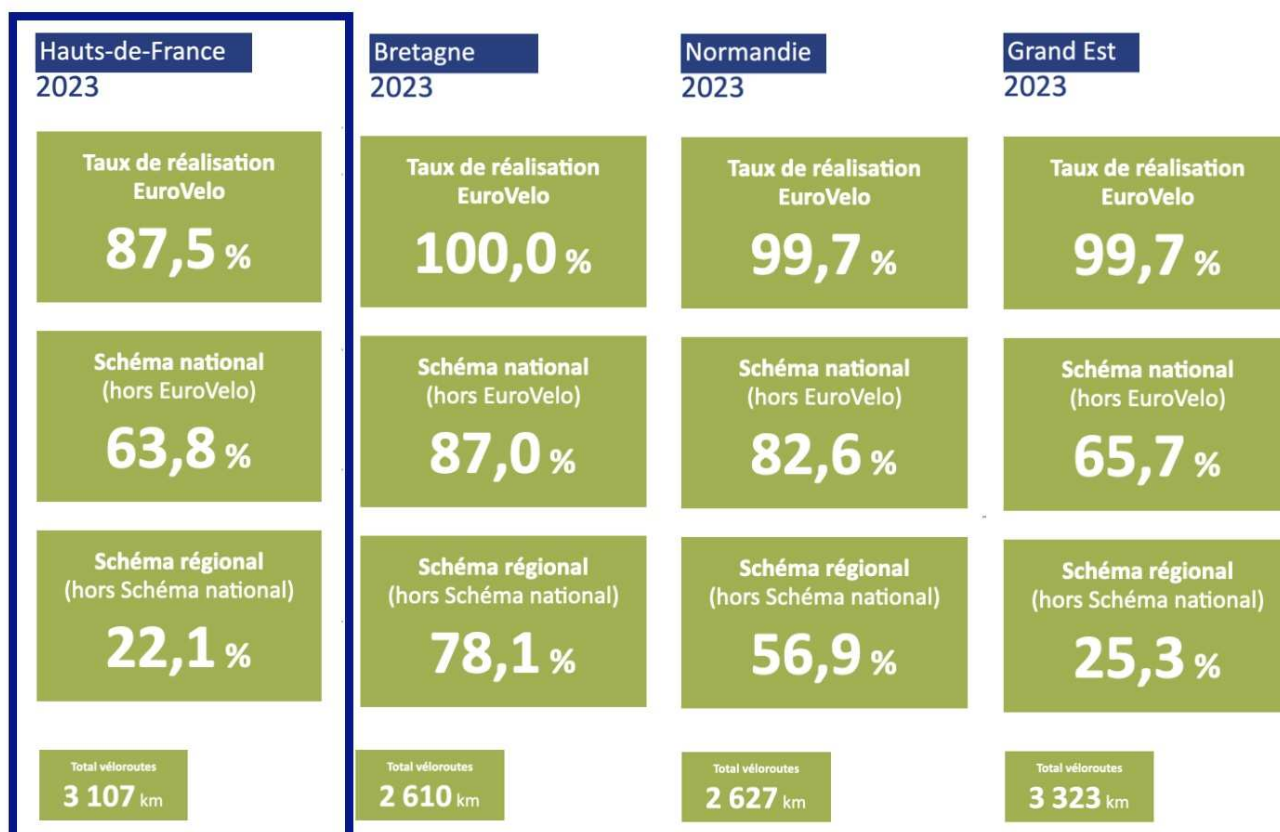 Hauts-de-France
2023
Taux de réalisation
EuroVelo
87,5 %
Schéma national
(hors EuroVelo)
63,8 %
Schéma régional
(hors Schéma national)
22,1 %
Total véloroutes
3 107 km
Bretagne
2023
Taux de réalisation
EuroVelo
100,0 %
Schéma national
(hors EuroVelo)
87,0 %
Schéma régional
(hors Schéma national)
78,1 %
Total véloroutes
2 610 km
Normandie
2023
Taux de réalisation
EuroVelo
99,7 %
Schéma national
(hors EuroVelo)
82,6 %
Schéma régional
(hors Schéma national)
56,9 %
Total véloroutes
2 627 km
Grand Est
2023
Taux de réalisation
EuroVelo
99,7 %
Schéma national
(hors EuroVelo)
65,7 %
Schéma régional
(hors Schéma national)
25,3 %
Total véloroutes
3 323 km